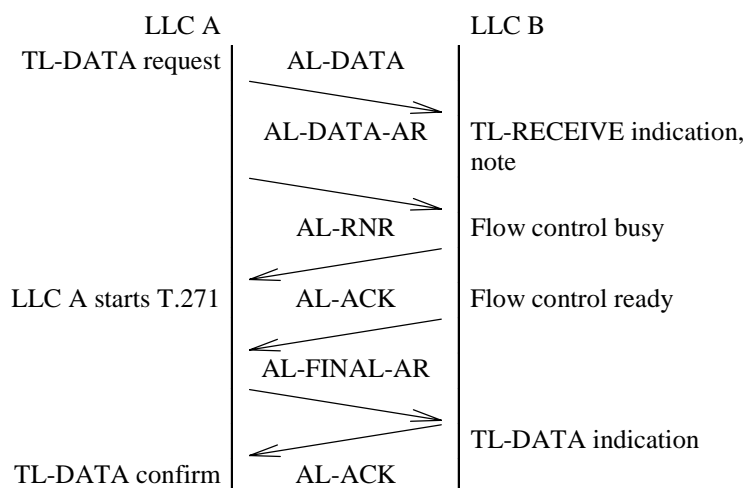 LLC A LLC B
TL-DATA request AL-DATA
AL-DATA-AR TL-RECEIVE indication,
note
AL-RNR Flow control busy
LLC A starts T.271 AL-ACK Flow control ready
AL-FINAL-AR
TL-DATA indication
TL-DATA confirm AL-ACK